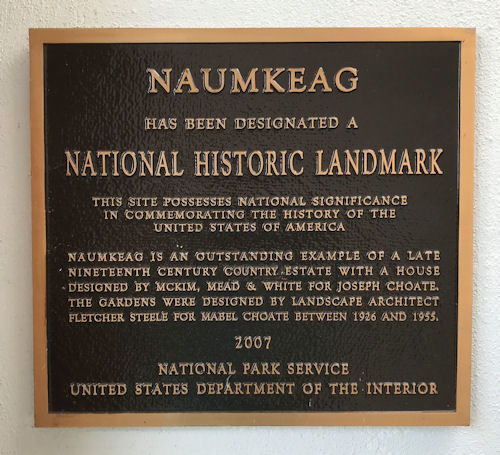 NAUMKEAG
HAS BEEN DESIGNATED A
NATIONAL HISTORIC LANDMARK
THIS SITE POSSESSES NATIONAL SIGNIFICANCE
IN COMMEMORATING THE HISTORY OF THE
UNITED STATES OF AMERICA
NAUMKEAG IS AN OUTSTANDING EXAMPLE OF A LATE
NINETEENTH CENTURY COUNTRY ESTATE WITH A HOUSE
DESIGNED BY MCKIM, MEAD & WHITE FOR JOSEPH CHOATE.
THE GARDENS WERE DESIGNED BY LANDSCAPE ARCHITECT
FLETCHER STEELE FOR MABEL CHOATE BETWEEN 1926 AND 1955.
2007
NATIONAL PARK SERVICE
UNITED STATES DEPARTMENT OF THE INTERIOR